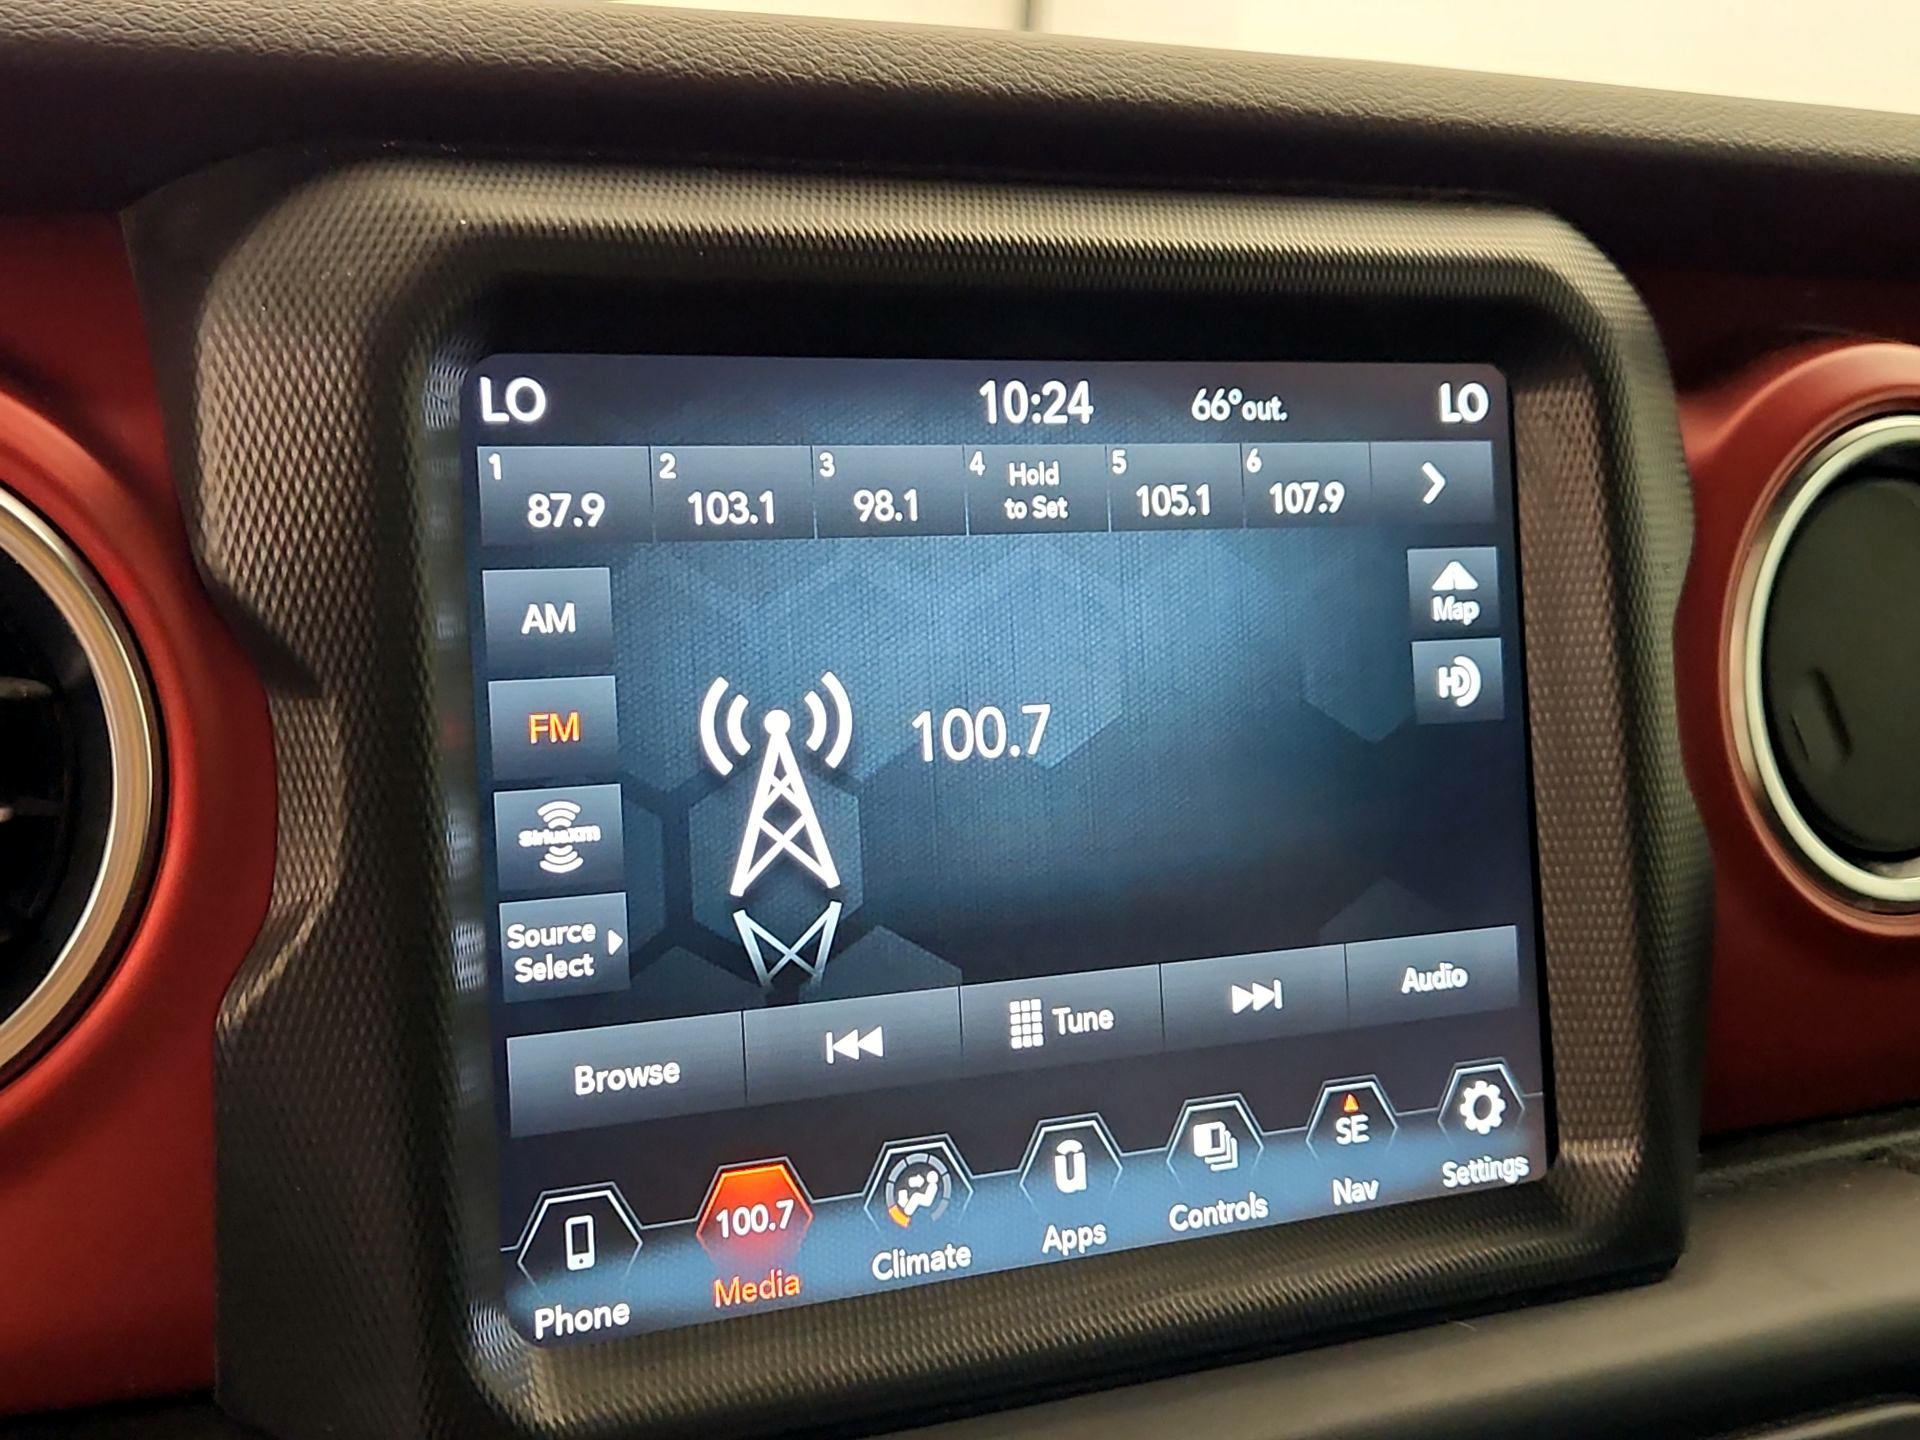 LO 10:24 66°out. LO
1 87.9
2 103.1
3 98.1
4 Hold
to Set
5 105.1
6 107.9
AM
Map
HD
FM
100.7
SiriusXM
Source
Select
Browse
Tune
Audio
Phone
100.7
Media
Climate
u
Apps
Controls
SE
Nav
Settings